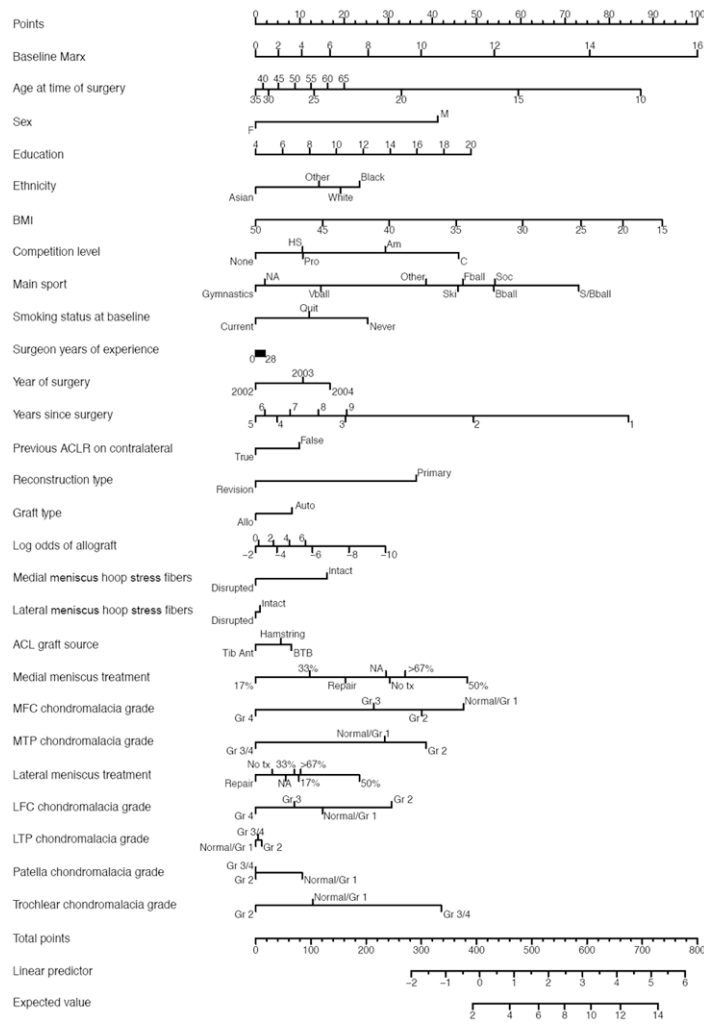 Points 0 10 20 30 40 50 60 70 80 90 100
Baseline Marx 0 2 4 6 8 10 12 14 16
40 45 50 55 60 65
Age at time of surgery
35 30 25 20 15 10
M
Sex
F
Education 4 6 8 10 12 14 16 18 20
Other Black
Ethnicity
Asian White
BMI
50 45 40 35 30 25 20 15
HS Am
Competition level
None Pro C
NA Other Fball Soc
Main sport
Gymnastics Vball Ski Bball S/Bball
Quit
Smoking status at baseline
Current Never
Surgeon years of experience
0 28
2003
Year of surgery
2002 2004
6 7 8 9
Years since surgery
5 4 3 2 1
False
Previous ACLR on contralateral
True
Primary
Reconstruction type
Revision
Auto
Graft type
Allo
0 2 4 6
Log odds of allograft
−2 −4 −6 −8 −10
Intact
Medial meniscus hoop stress fibers
Disrupted
Intact
Lateral meniscus hoop stress fibers
Disrupted
Hamstring
ACL graft source
Tib Ant BTB
33% NA >67%
Medial meniscus treatment
17% Repair No tx 50%
Gr 3 Normal/Gr 1
MFC chondromalacia grade
Gr 4 Gr 2
Normal/Gr 1
MTP chondromalacia grade
Gr 3/4 Gr 2
No tx 33% >67%
Lateral meniscus treatment
Repair NA 17% 50%
Gr 3 Gr 2
LFC chondromalacia grade
Gr 4 Normal/Gr 1
Gr 3/4
LTP chondromalacia grade
Normal/Gr 1 Gr 2
Gr 3/4
Patella chondromalacia grade
Gr 2 Normal/Gr 1
Normal/Gr 1
Trochlear chondromalacia grade
Gr 2 Gr 3/4
Total points
0 100 200 300 400 500 600 700 800
Linear predictor
−2 −1 0 1 2 3 4 5 6
Expected value
2 4 6 8 10 12 14